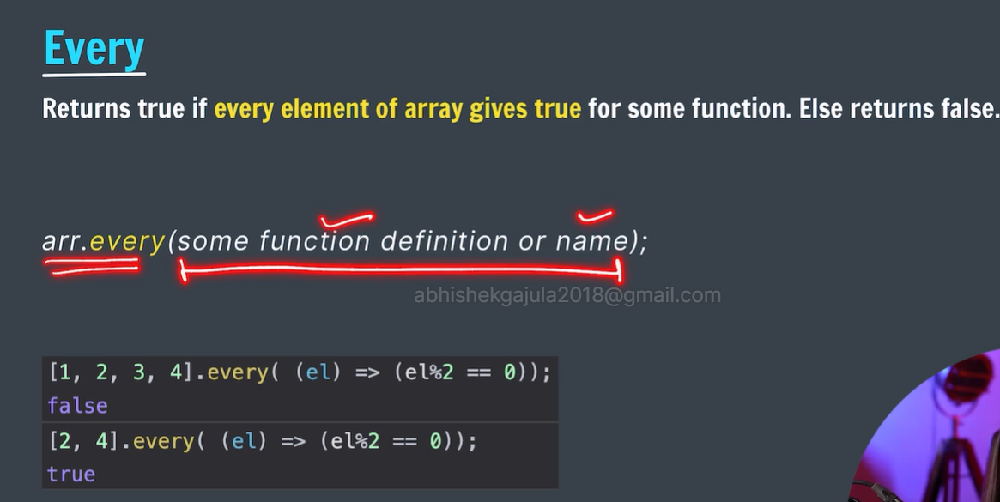 Every
Returns true if every element of array gives true for some function. Else returns false.
arr.every(some function definition or name);
abhishekgajula2018@gmail.com
[1, 2, 3, 4].every( (el) => (el%2 == 0));
false
[2, 4].every( (el) => (el%2 == 0));
true